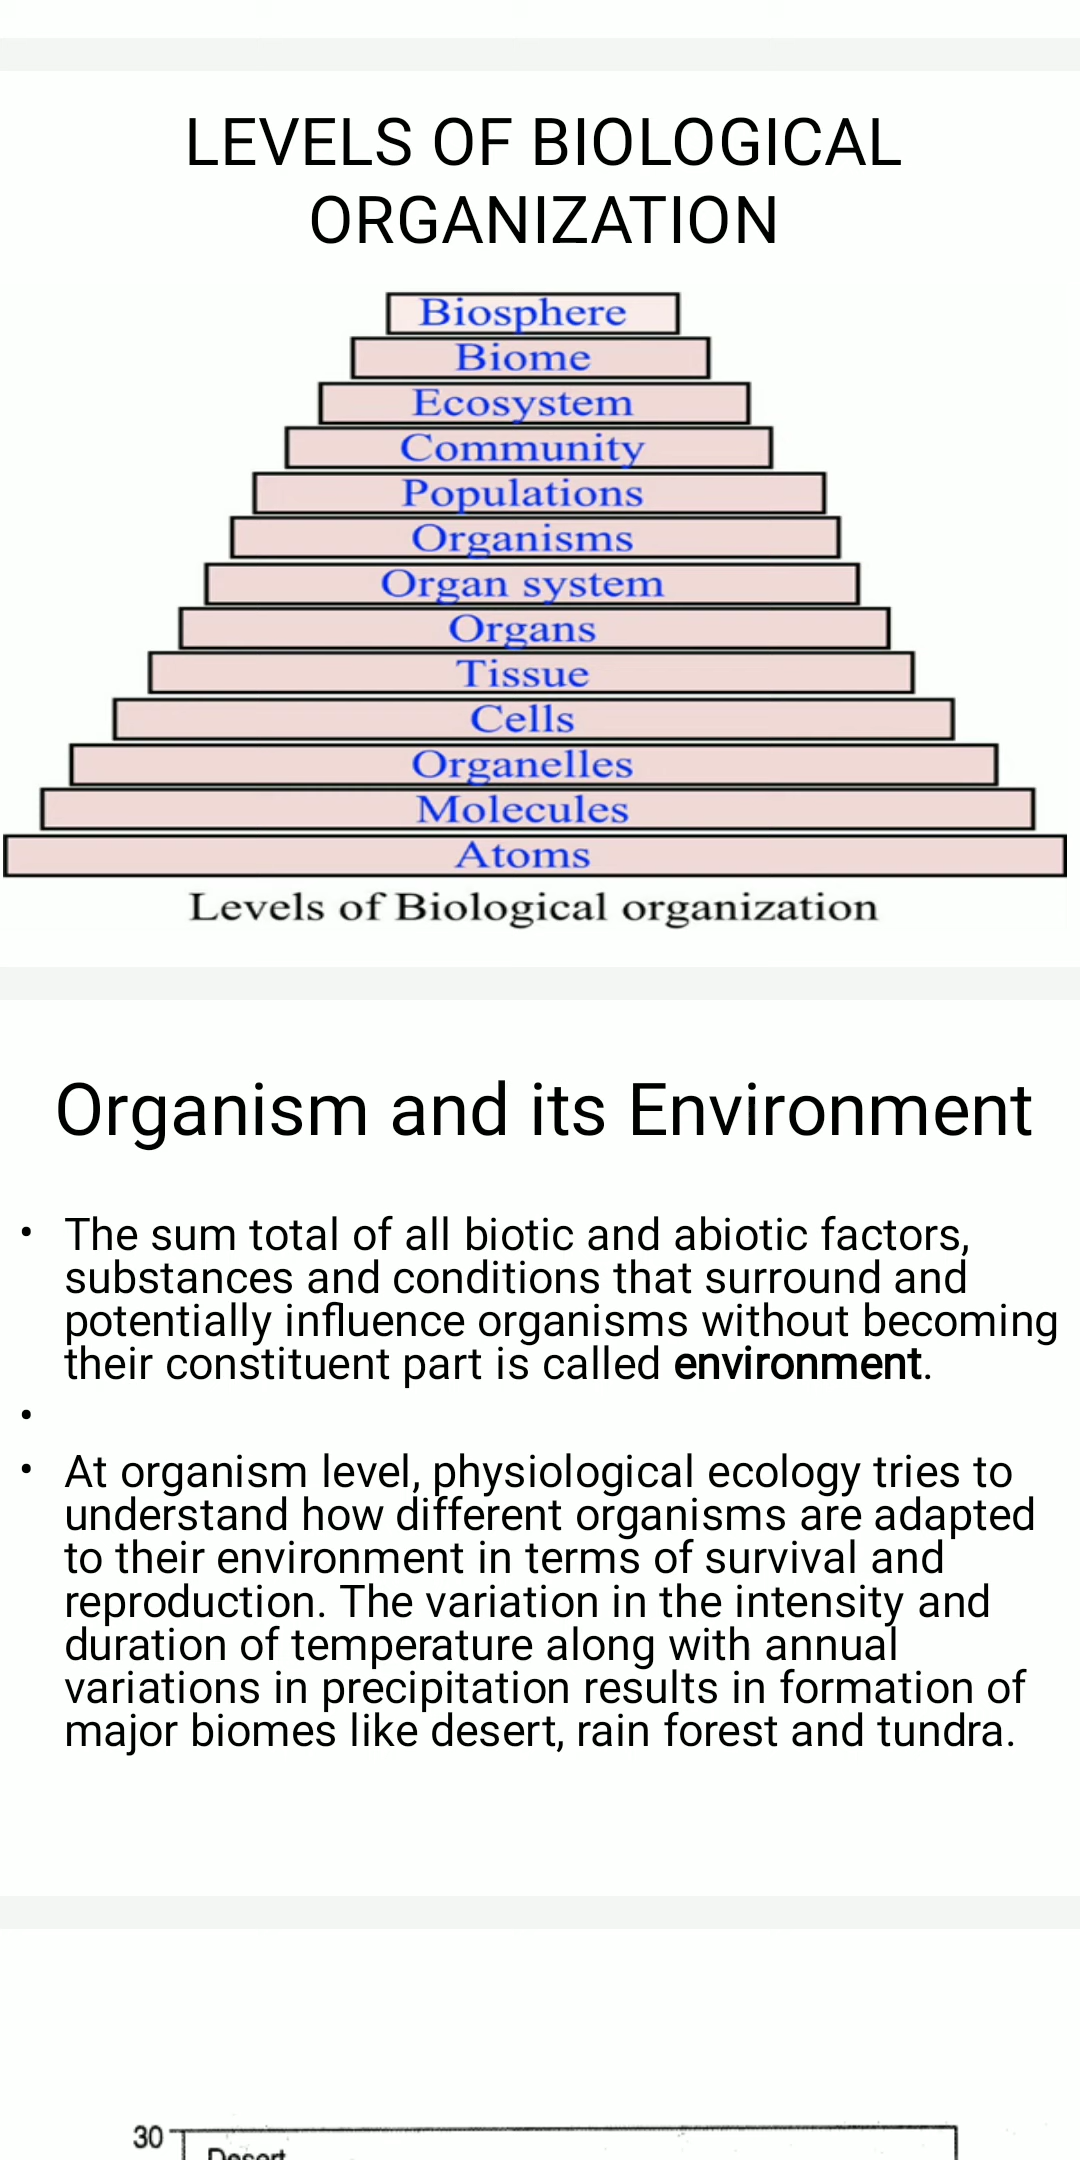 LEVELS OF BIOLOGICAL
ORGANIZATION
Biosphere
Biome
Ecosystem
Community
Populations
Organisms
Organ system
Organs
Tissue
Cells
Organelles
Molecules
Atoms
Levels of Biological organization
Organism and its Environment
• The sum total of all biotic and abiotic factors,
substances and conditions that surround and
potentially influence organisms without becoming
their constituent part is called environment.
•
• At organism level, physiological ecology tries to
understand how different organisms are adapted
to their environment in terms of survival and
reproduction. The variation in the intensity and
duration of temperature along with annual
variations in precipitation results in formation of
major biomes like desert, rain forest and tundra.
30
Desert